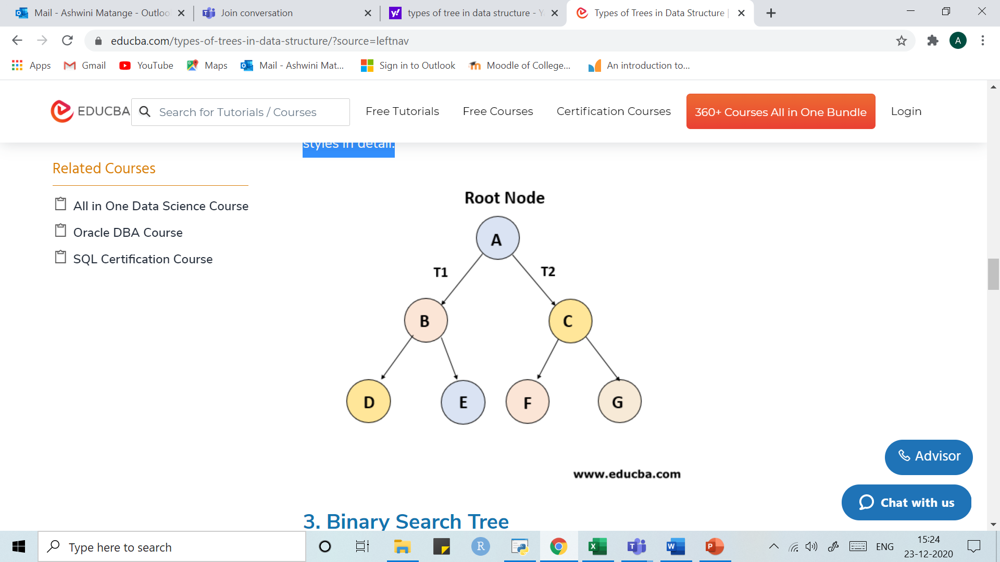 Mail - Ashwini Matange - Outloo
Join conversation
types of tree in data structure - Y
Types of Trees in Data Structure |
educba.com/types-of-trees-in-data-structure/?source=leftnav
A
Apps
Gmail
YouTube
Maps
Mail - Ashwini Mat...
Sign in to Outlook
Moodle of College...
An introduction to...
EDUCBA
Search for Tutorials / Courses
Free Tutorials
Free Courses
Certification Courses
360+ Courses All in One Bundle
Login
styles in detail.
Related Courses
All in One Data Science Course
Oracle DBA Course
SQL Certification Course
Root Node
A
T1
T2
B
C
D
E
F
G
www.educba.com
Advisor
Chat with us
3. Binary Search Tree
Type here to search
ENG
15:24
23-12-2020